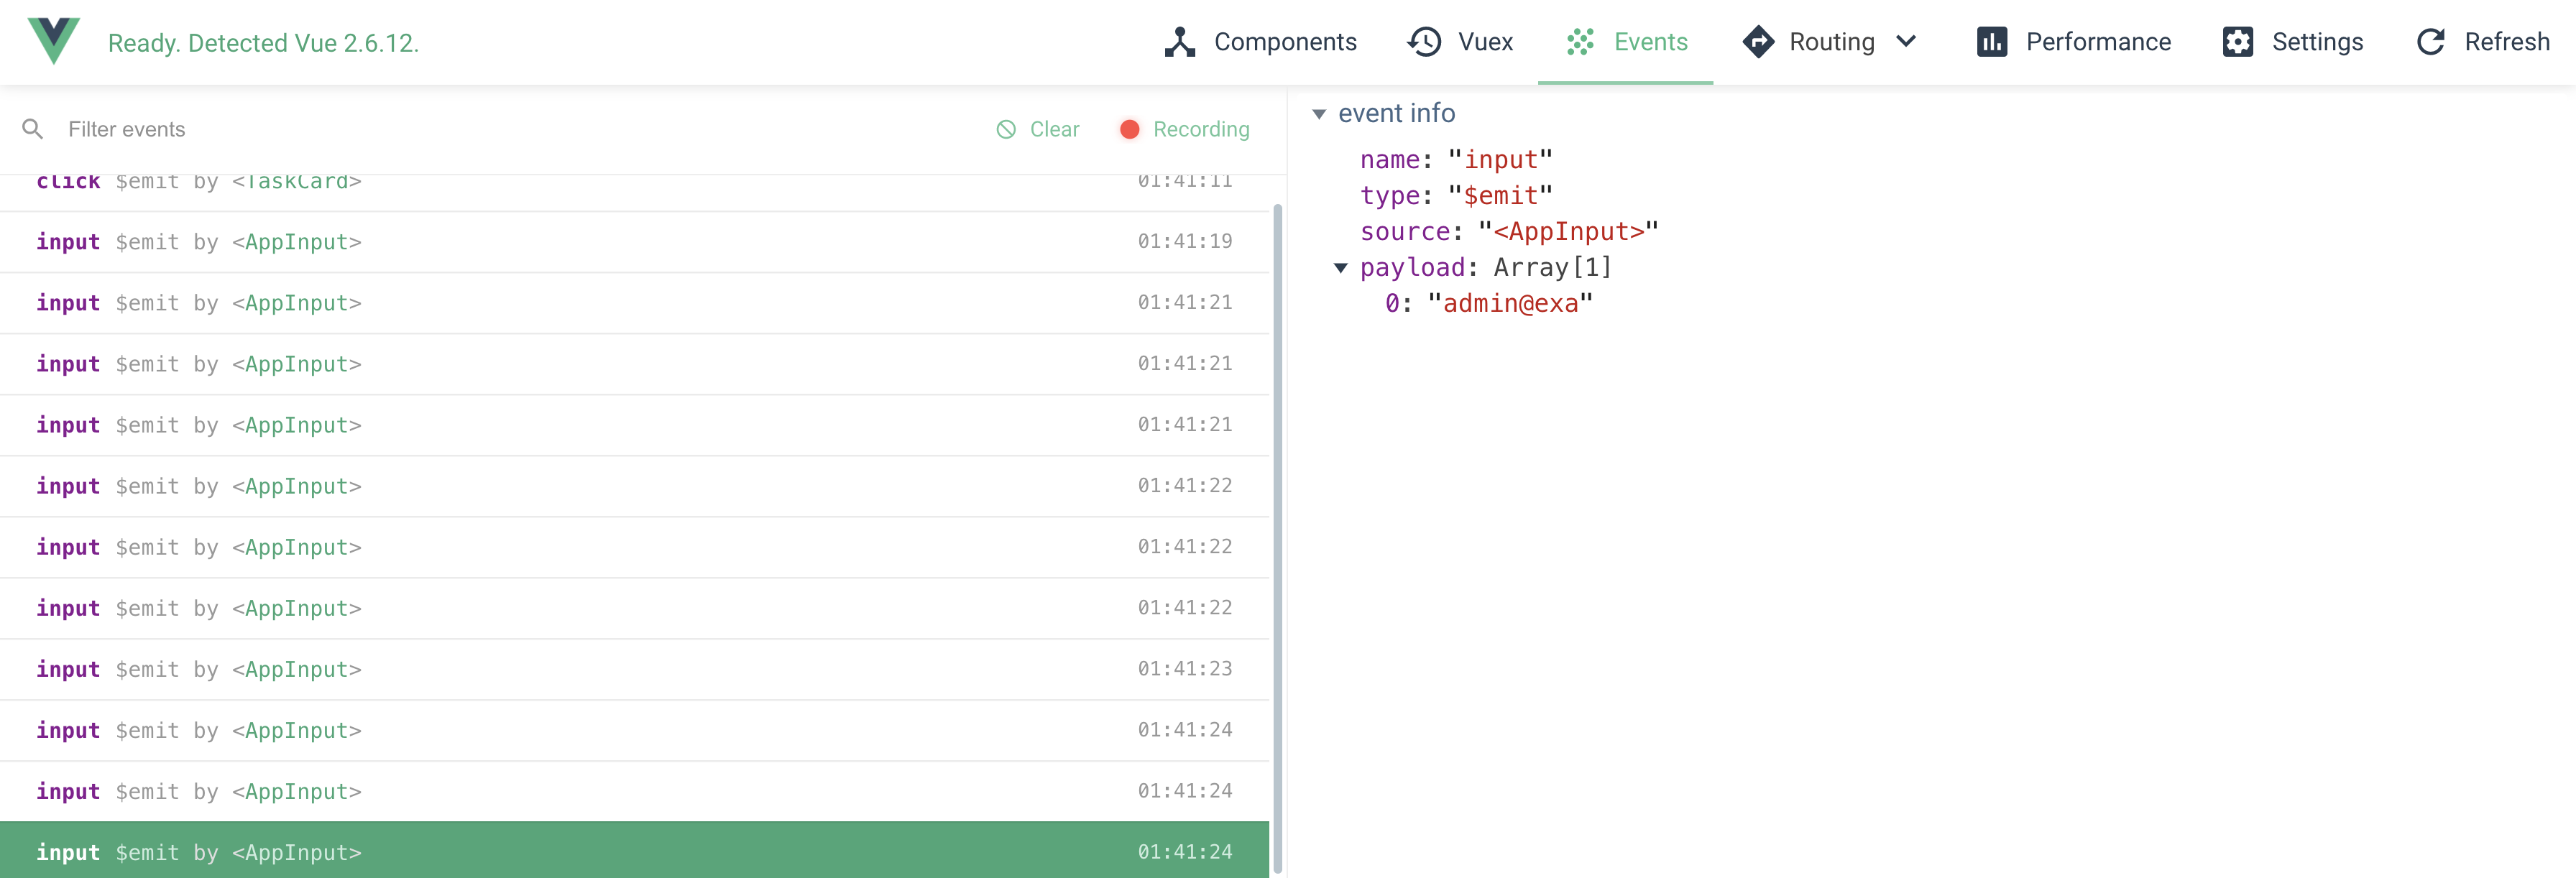 Ready. Detected Vue 2.6.12.
Components Vuex Events Routing Performance Settings Refresh
Filter events Clear Recording
click $emit by <TaskCard> 01:41:11
input $emit by <AppInput> 01:41:19
input $emit by <AppInput> 01:41:21
input $emit by <AppInput> 01:41:21
input $emit by <AppInput> 01:41:21
input $emit by <AppInput> 01:41:22
input $emit by <AppInput> 01:41:22
input $emit by <AppInput> 01:41:22
input $emit by <AppInput> 01:41:23
input $emit by <AppInput> 01:41:24
input $emit by <AppInput> 01:41:24
input $emit by <AppInput> 01:41:24
event info
name: "input"
type: "$emit"
source: "<AppInput>"
payload: Array[1]
0: "admin@exa"